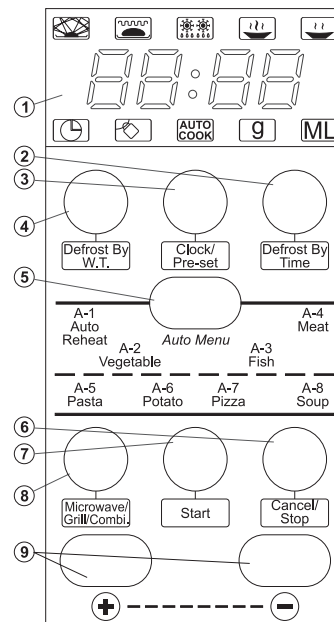 88:88
1
AUTO
COOK
g
ML
2
3
4
Defrost By
W.T.
Clock/
Pre-set
Defrost By
Time
5
A-1
Auto
Reheat
Auto Menu
A-4
Meat
A-2
Vegetable
A-3
Fish
A-5
Pasta
A-6
Potato
A-7
Pizza
A-8
Soup
6
7
8
Microwave/
Grill/Combi.
Start
Cancel/
Stop
9
+
−